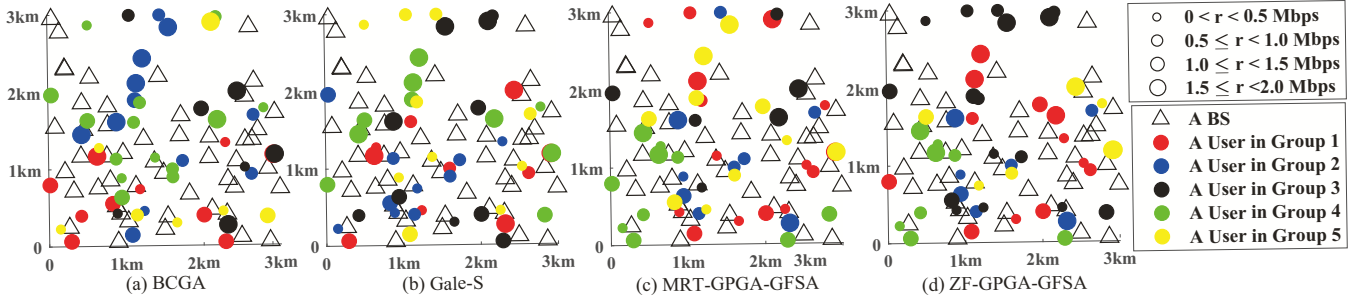 3km
2km
1km
0
0
1km
2km
3km
(a) BCGA
3km
2km
1km
0
0
1km
2km
3km
(b) Gale-S
3km
2km
1km
0
0
1km
2km
3km
(c) MRT-GPGA-GFSA
3km
2km
1km
0
0
1km
2km
3km
(d) ZF-GPGA-GFSA
0 < r < 0.5 Mbps
0.5 ≤ r < 1.0 Mbps
1.0 ≤ r < 1.5 Mbps
1.5 ≤ r <2.0 Mbps
A BS
A User in Group 1
A User in Group 2
A User in Group 3
A User in Group 4
A User in Group 5